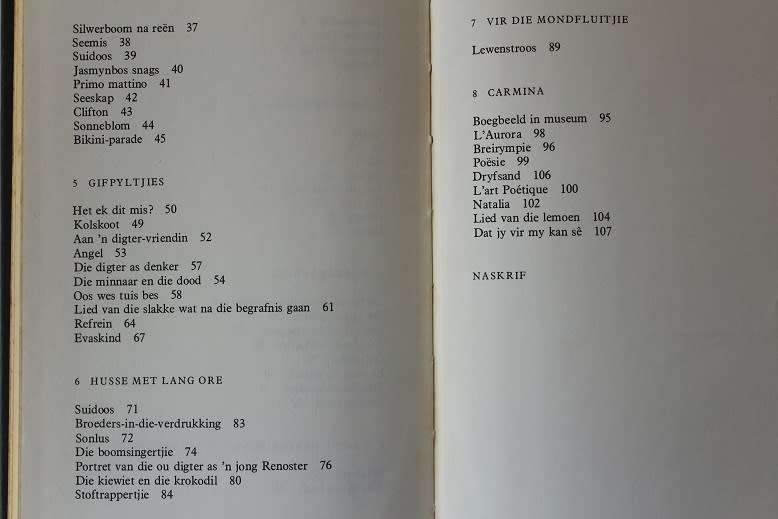 Silwerboom na reën 37
Seemis 38
Suidoos 39
Jasmynbos snags 40
Primo mattino 41
Seeskap 42
Clifton 43
Sonneblom 44
Bikini-parade 45
5 GIFPYLTJIES
Het ek dit mis? 50
Kolskoot 49
Aan 'n digter-vriendin 52
Angel 53
Die digter as denker 57
Die minnaar en die dood 54
Oos wes tuis bes 58
Lied van die slakke wat na die begrafnis gaan 61
Refrein 64
Evaskind 67
6 HUSSE MET LANG ORE
Suidoos 71
Broeders-in-die-verdrukking 83
Sonlus 72
Die boomsingertjie 74
Portret van die ou digter as 'n jong Renoster 76
Die kiewiet en die krokodil 80
Stoftrappertjie 84
7 VIR DIE MONDFLUITJIE
Lewenstroos 89
8 CARMINA
Boegbeeld in museum 95
L'Aurora 98
Breirympie 96
Poësie 99
Dryfsand 106
L'art Poétique 100
Natalia 102
Lied van die lemoen 104
Dat jy vir my kan sê 107
NASKRIF